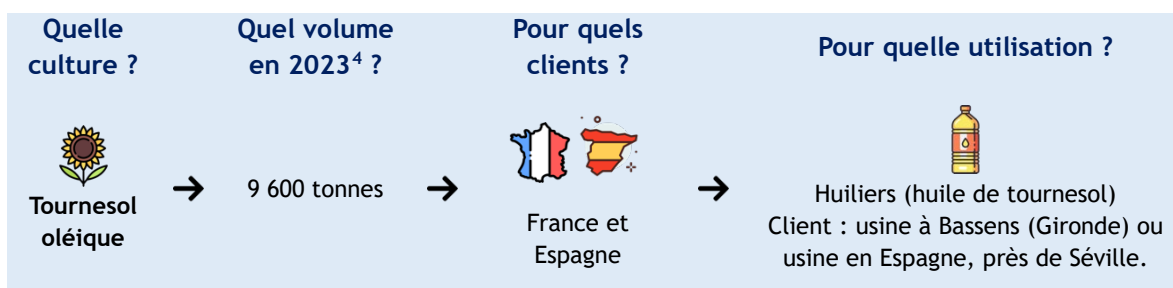 Quelle
culture ?
Quel volume
en 2023⁴ ?
Pour quels
clients ?
Pour quelle utilisation ?
Tournesol
oléique
9 600 tonnes
France et
Espagne
Huiliers (huile de tournesol)
Client : usine à Bassens (Gironde) ou
usine en Espagne, près de Séville.